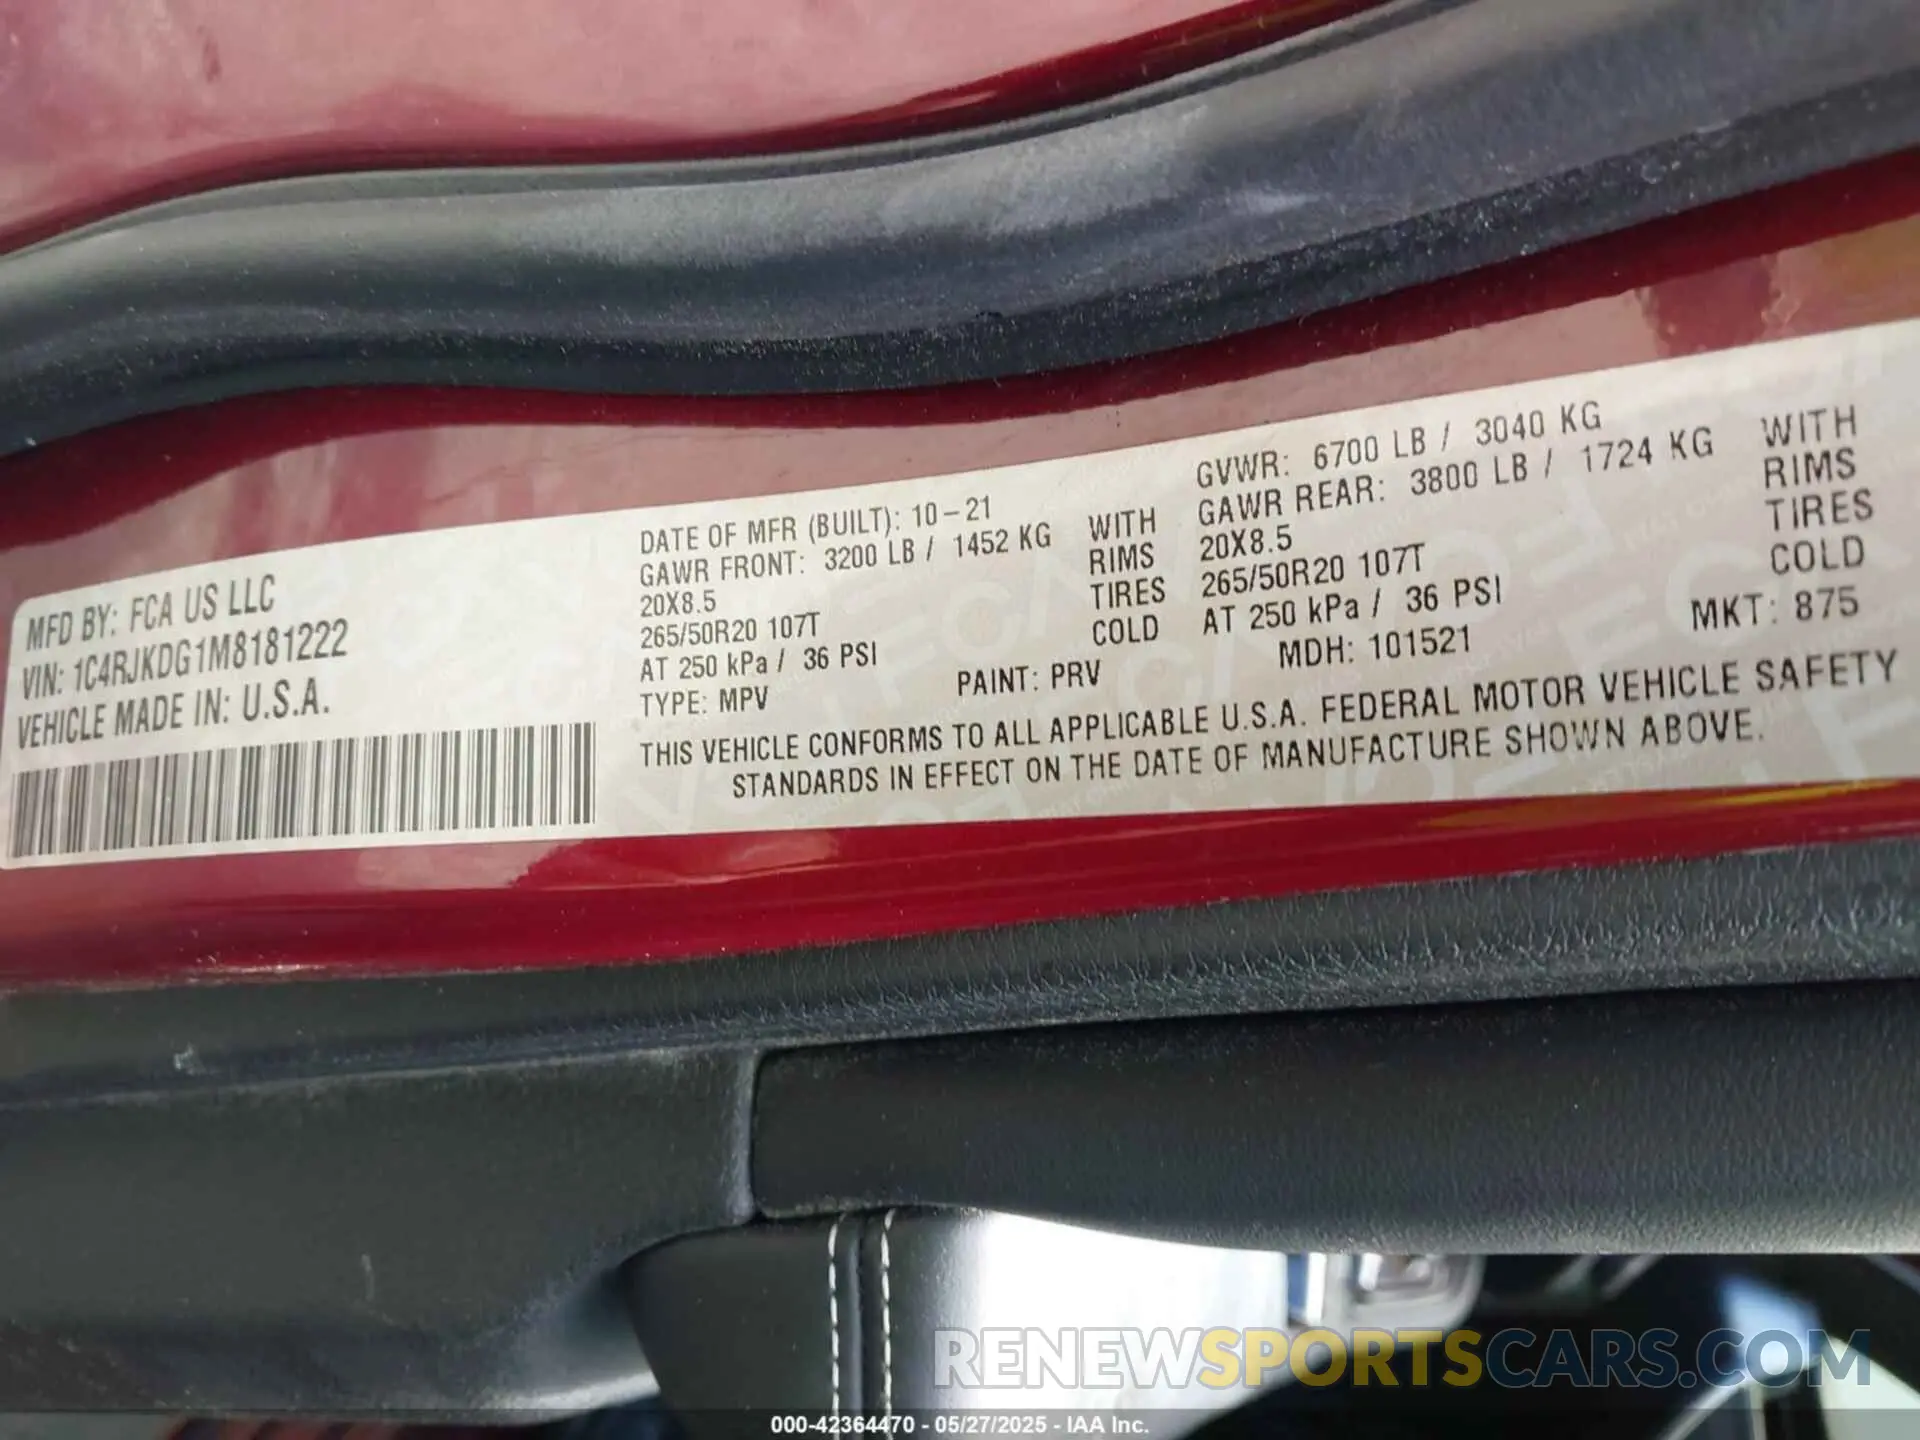 MFD BY: FCA US LLC
VIN: 1C4RJKDG1M8181222
VEHICLE MADE IN: U.S.A.
DATE OF MFR (BUILT): 10-21
GAWR FRONT: 3200 LB / 1452 KG WITH
20X8.5 RIMS
265/50R20 107T TIRES
AT 250 kPa / 36 PSI COLD
TYPE: MPV PAINT: PRV
GVWR: 6700 LB / 3040 KG
GAWR REAR: 3800 LB / 1724 KG WITH
20X8.5 RIMS
265/50R20 107T TIRES
AT 250 kPa / 36 PSI COLD
MDH: 101521 MKT: 875
THIS VEHICLE CONFORMS TO ALL APPLICABLE U.S.A. FEDERAL MOTOR VEHICLE SAFETY
STANDARDS IN EFFECT ON THE DATE OF MANUFACTURE SHOWN ABOVE.
RENEWSPORTSCARS.COM
000-42364470 - 05/27/2025 - IAA Inc.